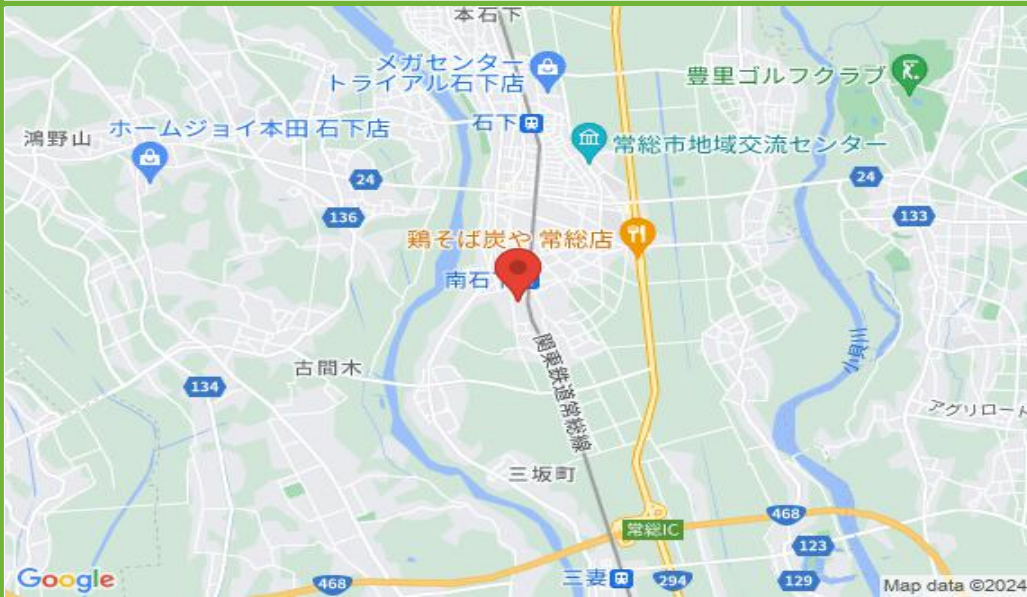 本石下
メガセンター
トライアル石下店
豊里ゴルフクラブ
石下
鴻野山
ホームジョイ本田 石下店
常総市地域交流センター
24
24
136
133
鶏そば炭や 常総店
南石
小貝川
関東鉄道常総線
古間木
134
アグリロード
三坂町
468
常総IC
123
Google
468
三妻
294
129
Map data ©2024